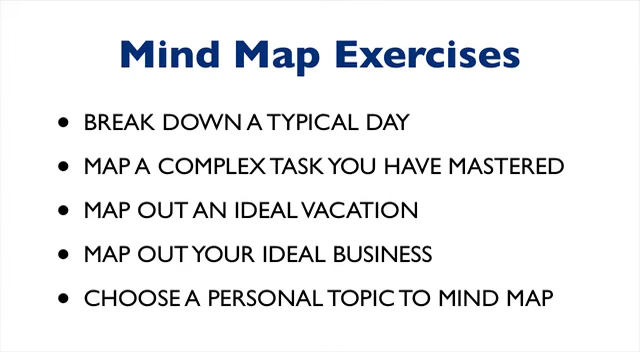 Mind Map Exercises
• BREAK DOWN A TYPICAL DAY
• MAP A COMPLEX TASK YOU HAVE MASTERED
• MAP OUT AN IDEAL VACATION
• MAP OUT YOUR IDEAL BUSINESS
• CHOOSE A PERSONAL TOPIC TO MIND MAP